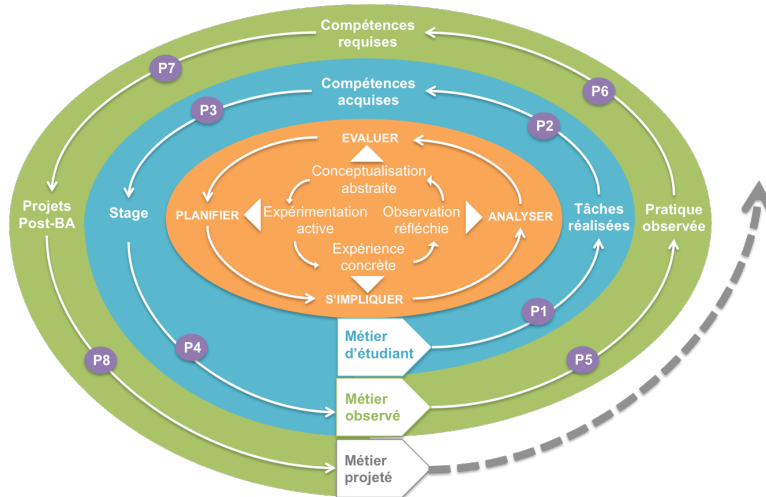 Compétences
requises
P7
P6
Compétences
acquises
P3
P2
EVALUER
Conceptualisation
abstraite
Projets
Post-BA
Stage
PLANIFIER
Expérimentation
active
Observation
réfléchie
ANALYSER
Tâches
réalisées
Pratique
observée
Expérience
concrète
S'IMPLIQUER
P1
Métier
d'étudiant
P4
P8
P5
Métier
observé
Métier
projeté